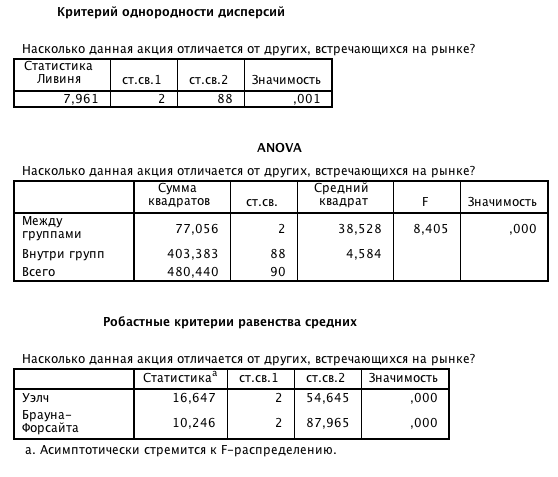 Критерий однородности дисперсий
Насколько данная акция отличается от других, встречающихся на рынке?
Статистика Ливиня ст.св.1 ст.св.2 Значимость
7,961 2 88 ,001
ANOVA
Насколько данная акция отличается от других, встречающихся на рынке?
Сумма квадратов ст.св. Средний квадрат F Значимость
Между группами 77,056 2 38,528 8,405 ,000
Внутри групп 403,383 88 4,584
Всего 480,440 90
Робастные критерии равенства средних
Насколько данная акция отличается от других, встречающихся на рынке?
Статистикаª ст.св.1 ст.св.2 Значимость
Уэлч 16,647 2 54,645 ,000
Брауна-Форсайта 10,246 2 87,965 ,000
a. Асимптотически стремится к F-распределению.